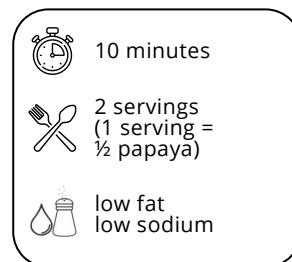 10 minutes
2 servings
(1 serving =
½ papaya)
low fat
low sodium